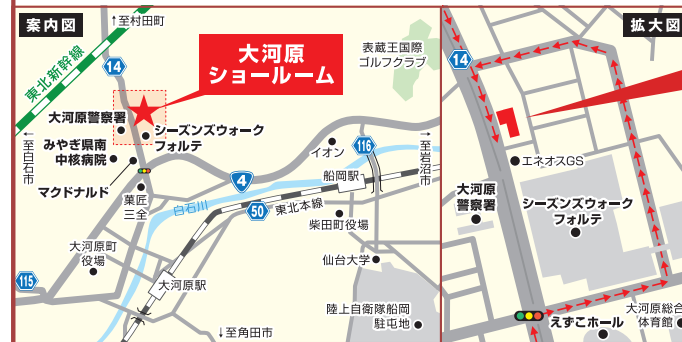 案内図
↑至村田町
東北新幹線
14
大河原
ショールーム
表蔵王国際
ゴルフクラブ
大河原警察署
シーズンズウォーク
フォルテ
みやぎ県南
中核病院
マクドナルド
←至白石市
イオン
116
→至岩沼市
菓匠
三全
4
船岡駅
白石川
50
東北本線
柴田町役場
大河原町
役場
仙台大学
115
大河原駅
陸上自衛隊船岡
駐屯地
↓至角田市
拡大図
14
エネオスGS
大河原
警察署
シーズンズウォーク
フォルテ
えずこホール
大河原総合
体育館